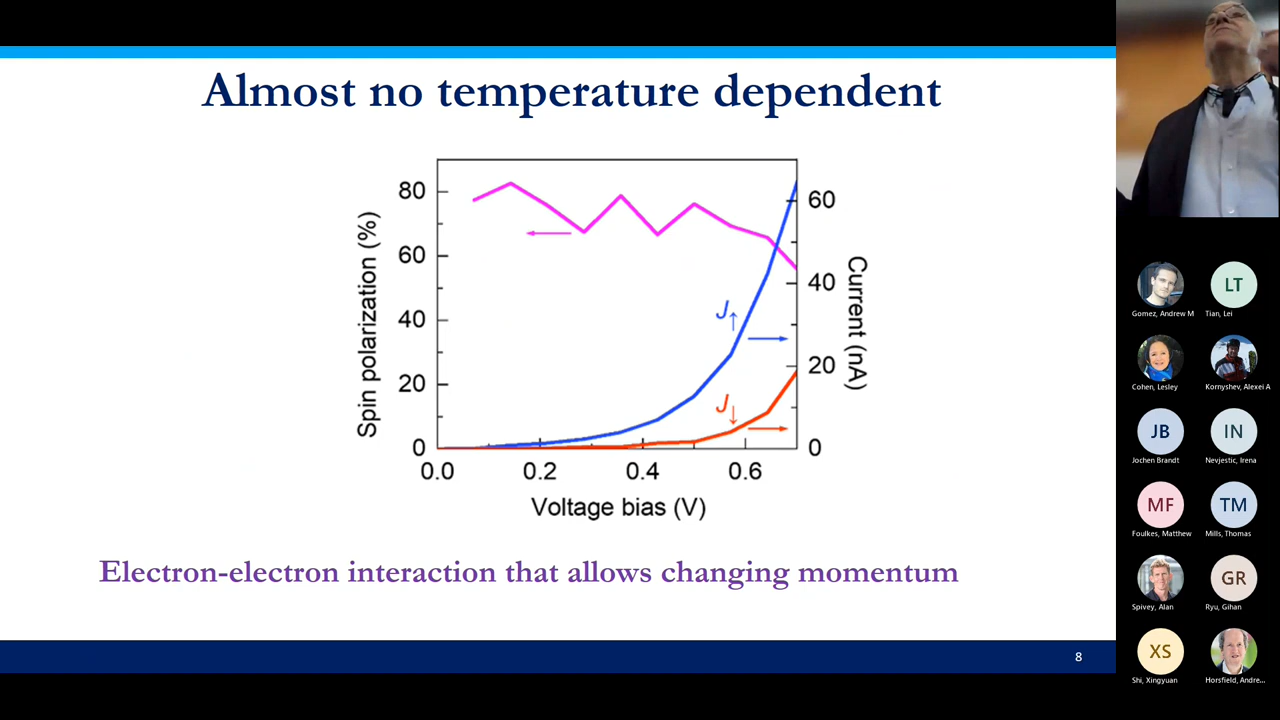 Almost no temperature dependent
Spin polarization (%)
80
60
40
20
0
0.0
0.2
0.4
0.6
Voltage bias (V)
60
40
20
0
Current (nA)
J↑
J↓
Electron-electron interaction that allows changing momentum
8
Gomez, Andrew M
LT
Tian, Lei
Cohen, Lesley
Kornyshev, Alexei A
JB
Jochen Brandt
IN
Nevjestic, Irena
MF
Foulkes, Matthew
TM
Mills, Thomas
Spivey, Alan
GR
Ryu, Gihan
XS
Shi, Xingyuan
Horsfield, Andre...